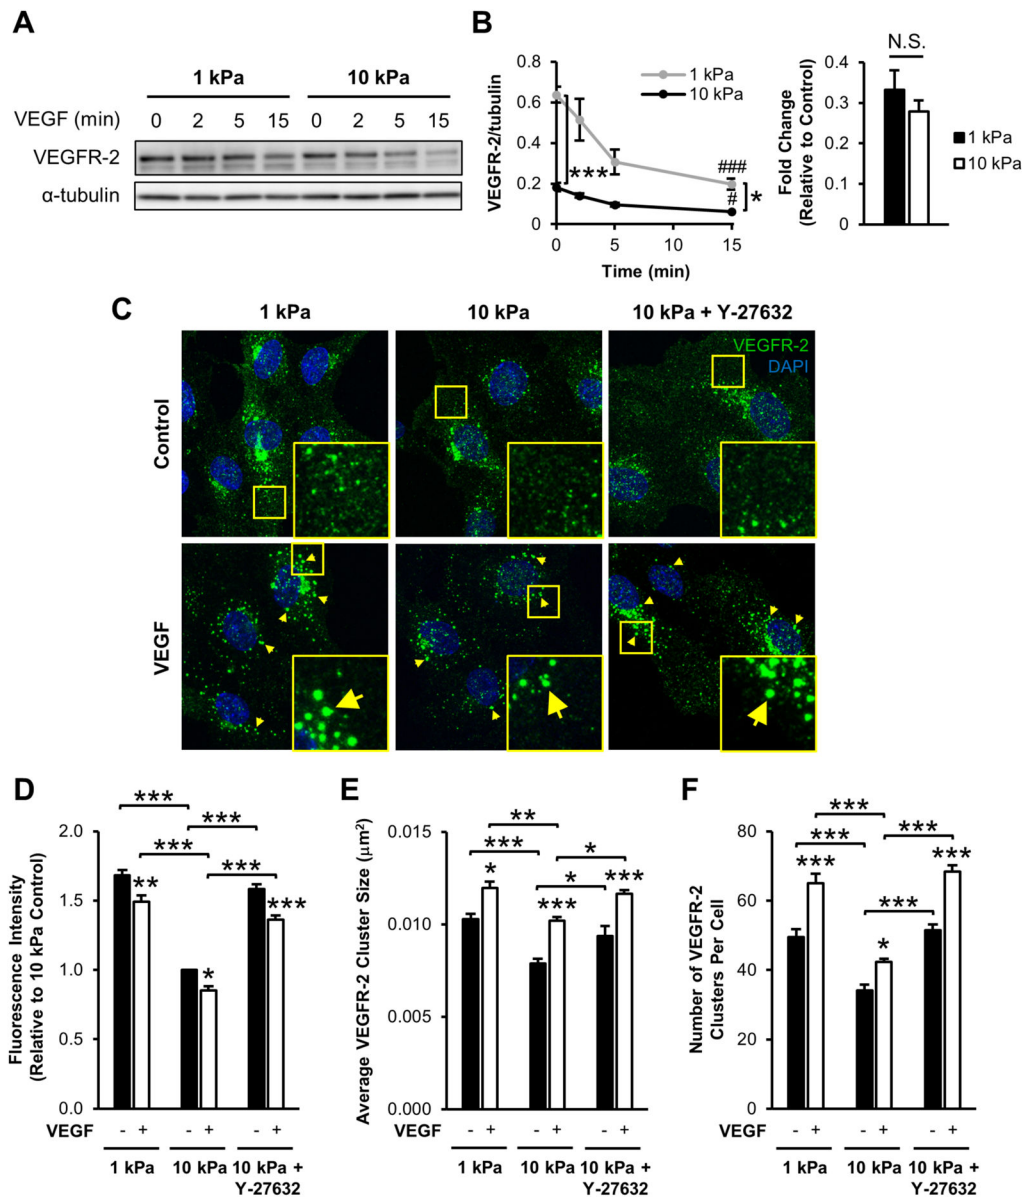 A
1 kPa 10 kPa
VEGF (min) 0 2 5 15 0 2 5 15
VEGFR-2
α-tubulin
B
VEGFR-2/tubulin
0.8
0.6
0.4
0.2
0
0 5 10 15
Time (min)
1 kPa
10 kPa
***
###
#
*
Fold Change
(Relative to Control)
0.4
0.3
0.2
0.1
0
N.S.
1 kPa
10 kPa
C
1 kPa 10 kPa 10 kPa + Y-27632
Control
VEGFR-2
DAPI
VEGF
D
Fluorescence Intensity
(Relative to 10 kPa Control)
2.0
1.5
1.0
0.5
0.0
***
***
***
***
**
*
***
VEGF - + - + - +
1 kPa 10 kPa 10 kPa +
Y-27632
E
Average VEGFR-2 Cluster Size (μm²)
0.015
0.010
0.005
0.000
**
***
*
*
*
***
***
VEGF - + - + - +
1 kPa 10 kPa 10 kPa +
Y-27632
F
Number of VEGFR-2
Clusters Per Cell
80
60
40
20
0
***
***
***
***
***
*
***
VEGF - + - + - +
1 kPa 10 kPa 10 kPa +
Y-27632